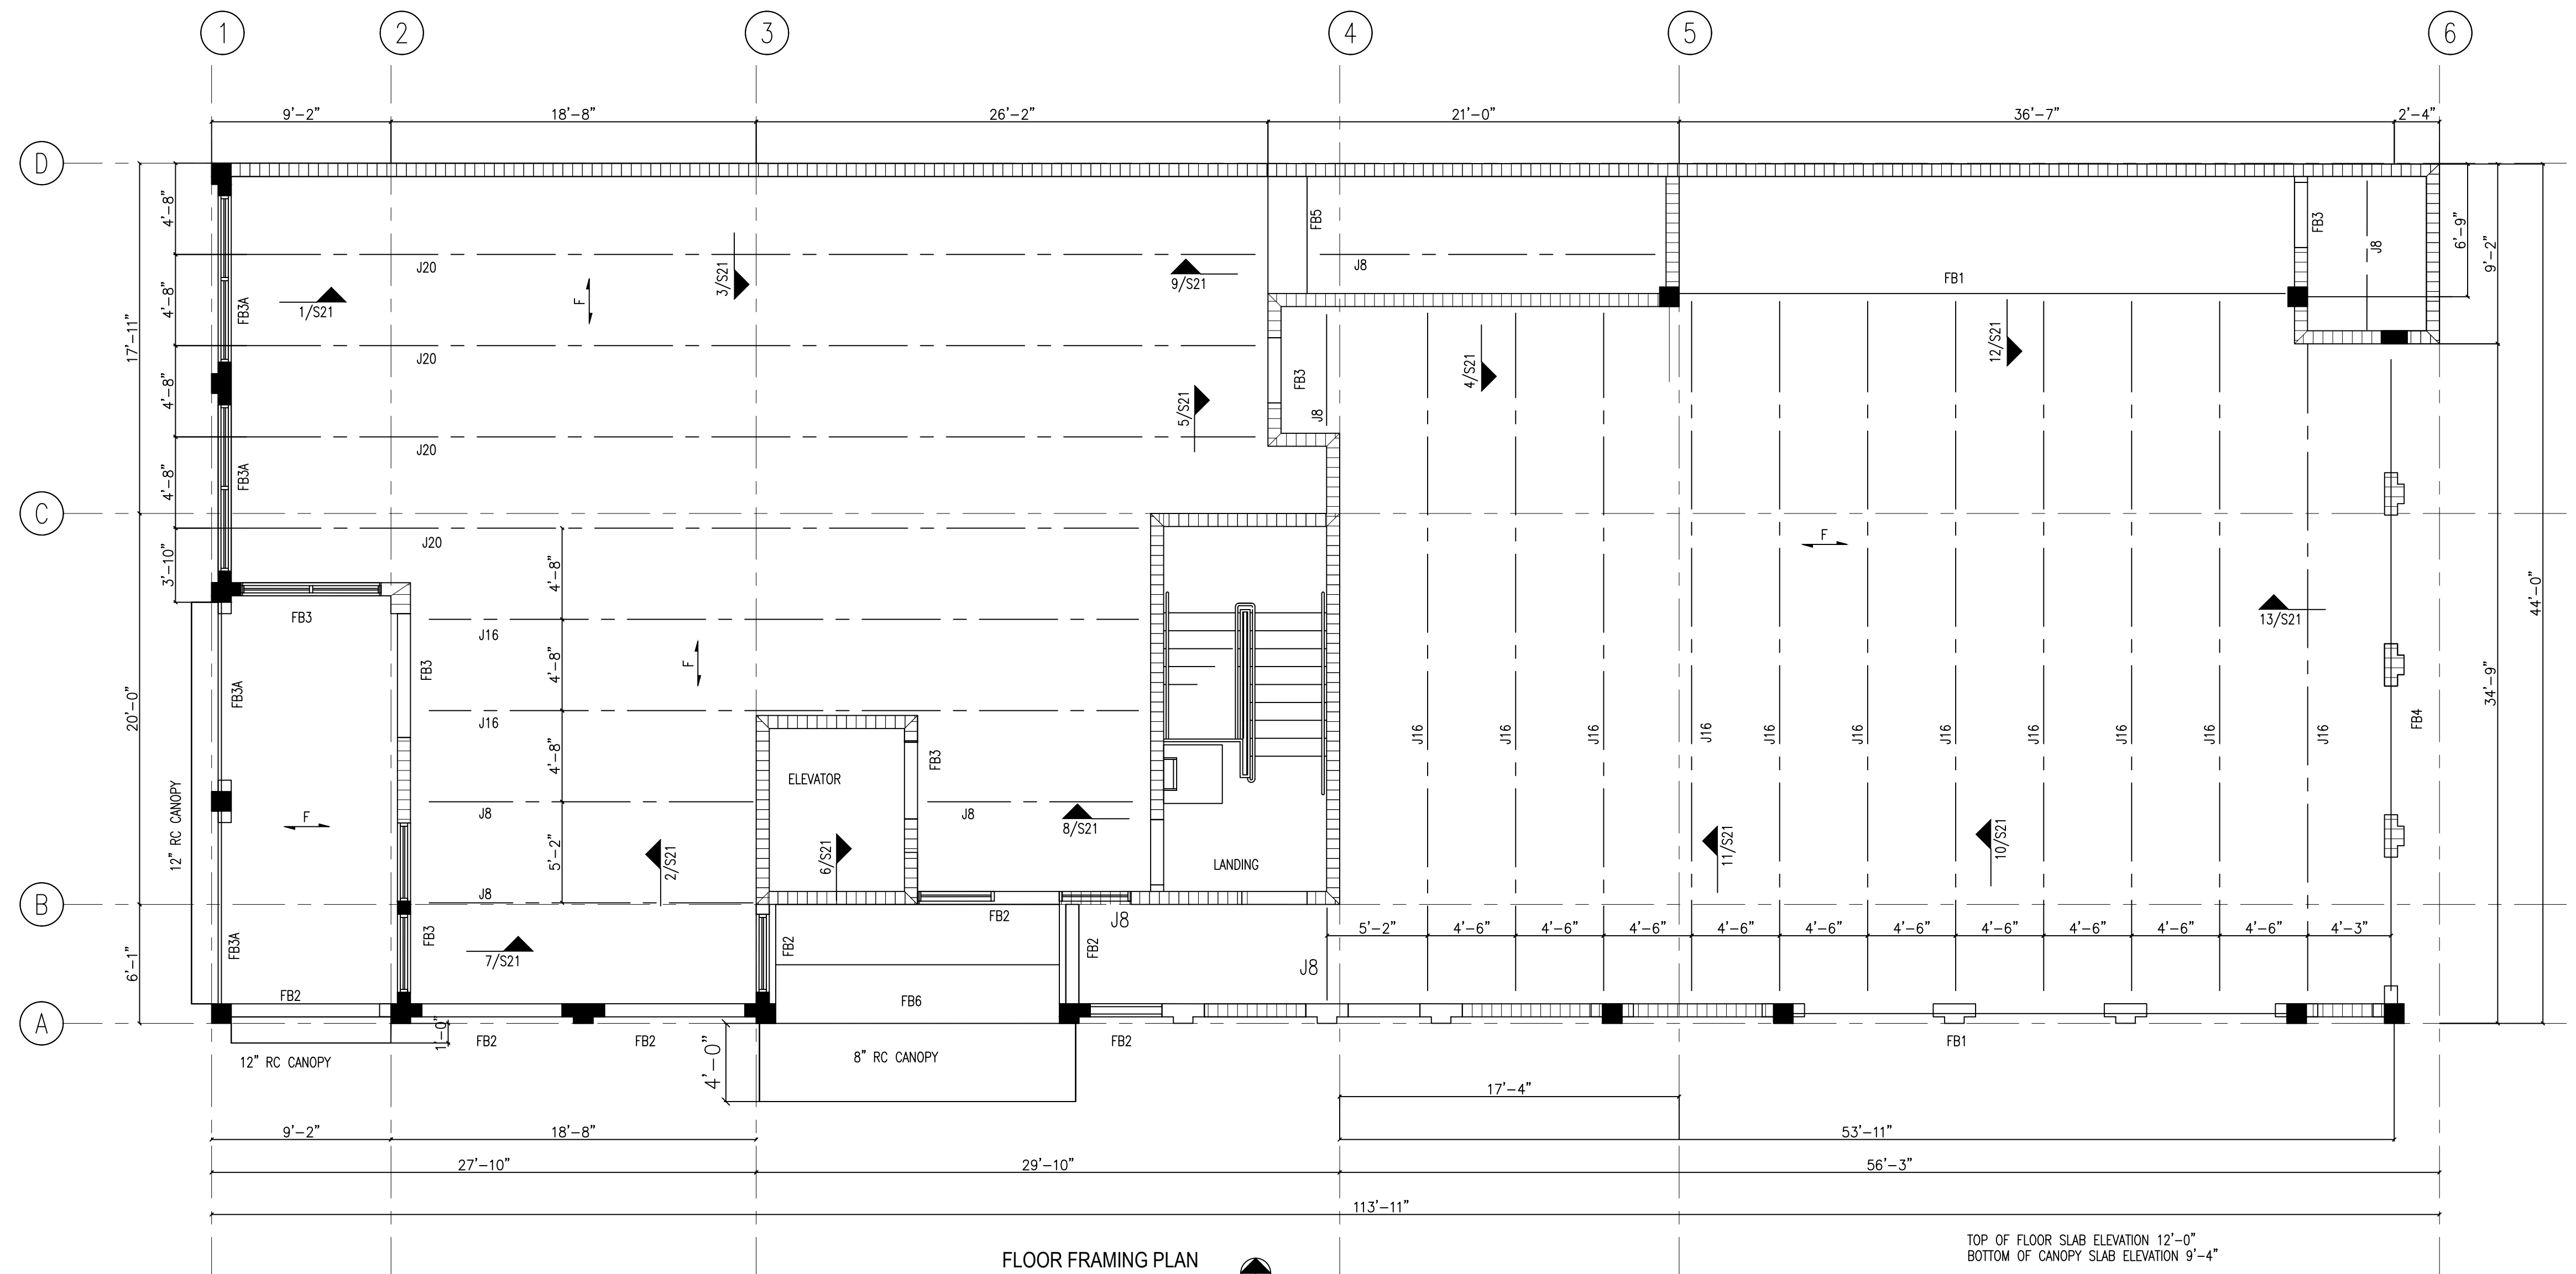 1
2
3
4
5
6
9'-2"
18'-8"
26'-2"
21'-0"
36'-7"
2'-4"
D
4'-8"
4'-8"
4'-8"
4'-8"
3'-10"
17'-11"
20'-0"
6'-1"
C
B
A
J20
J20
J20
J20
F
1/S21
3/S21
9/S21
5/S21
FB3A
FB3A
FB5
J8
FB3
J8
4/S21
FB1
12/S21
FB3
J8
6'-9"
9'-2"
44'-0"
34'-9"
F
13/S21
FB3
FB3A
FB3
J16
J16
4'-8"
4'-8"
4'-8"
5'-2"
F
ELEVATOR
FB3
J8
J8
J8
8/S21
2/S21
6/S21
LANDING
J16
J16
J16
J16
J16
J16
J16
J16
J16
J16
J16
FB4
11/S21
10/S21
12" RC CANOPY
F
FB3A
FB3
7/S21
FB2
FB2
FB2
FB2
J8
J8
FB6
5'-2"
4'-6"
4'-6"
4'-6"
4'-6"
4'-6"
4'-6"
4'-6"
4'-6"
4'-6"
4'-6"
4'-3"
12" RC CANOPY
1'-0"
FB2
FB2
4'-0"
8" RC CANOPY
FB2
FB1
17'-4"
9'-2"
18'-8"
53'-11"
27'-10"
29'-10"
56'-3"
113'-11"
FLOOR FRAMING PLAN
TOP OF FLOOR SLAB ELEVATION 12'-0"
BOTTOM OF CANOPY SLAB ELEVATION 9'-4"